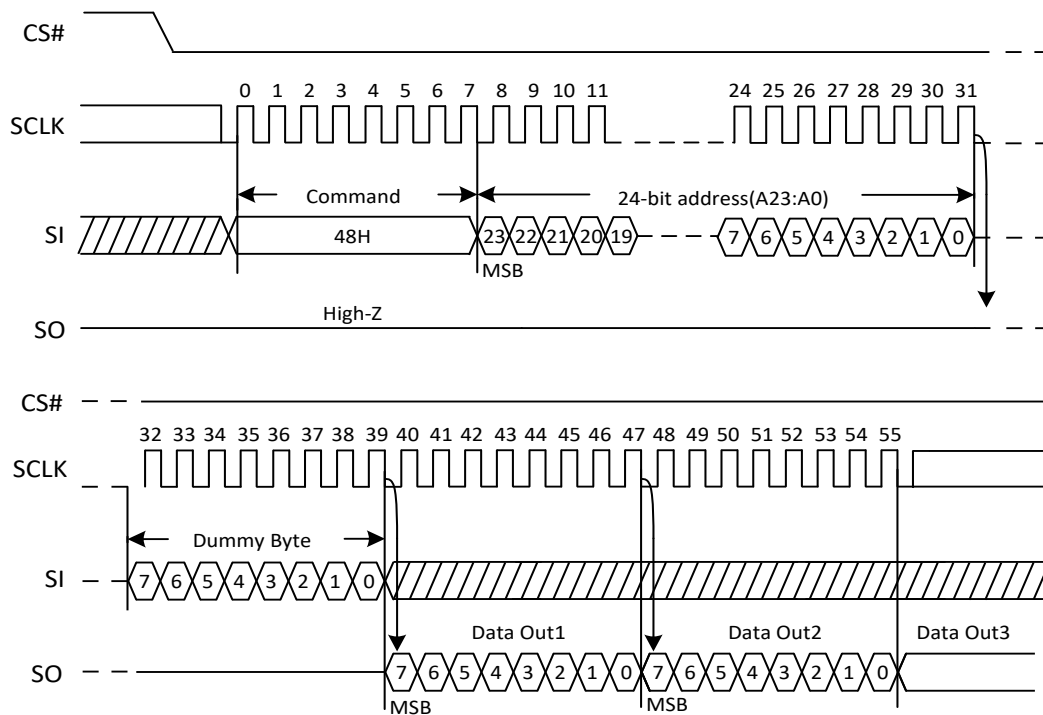 CS#
0 1 2 3 4 5 6 7 8 9 10 11 24 25 26 27 28 29 30 31
SCLK
Command 24-bit address(A23:A0)
SI 48H 23 22 21 20 19 7 6 5 4 3 2 1 0
MSB
High-Z
SO
CS#
32 33 34 35 36 37 38 39 40 41 42 43 44 45 46 47 48 49 50 51 52 53 54 55
SCLK
Dummy Byte
SI 7 6 5 4 3 2 1 0
Data Out1 Data Out2 Data Out3
SO 7 6 5 4 3 2 1 0 7 6 5 4 3 2 1 0
MSB MSB